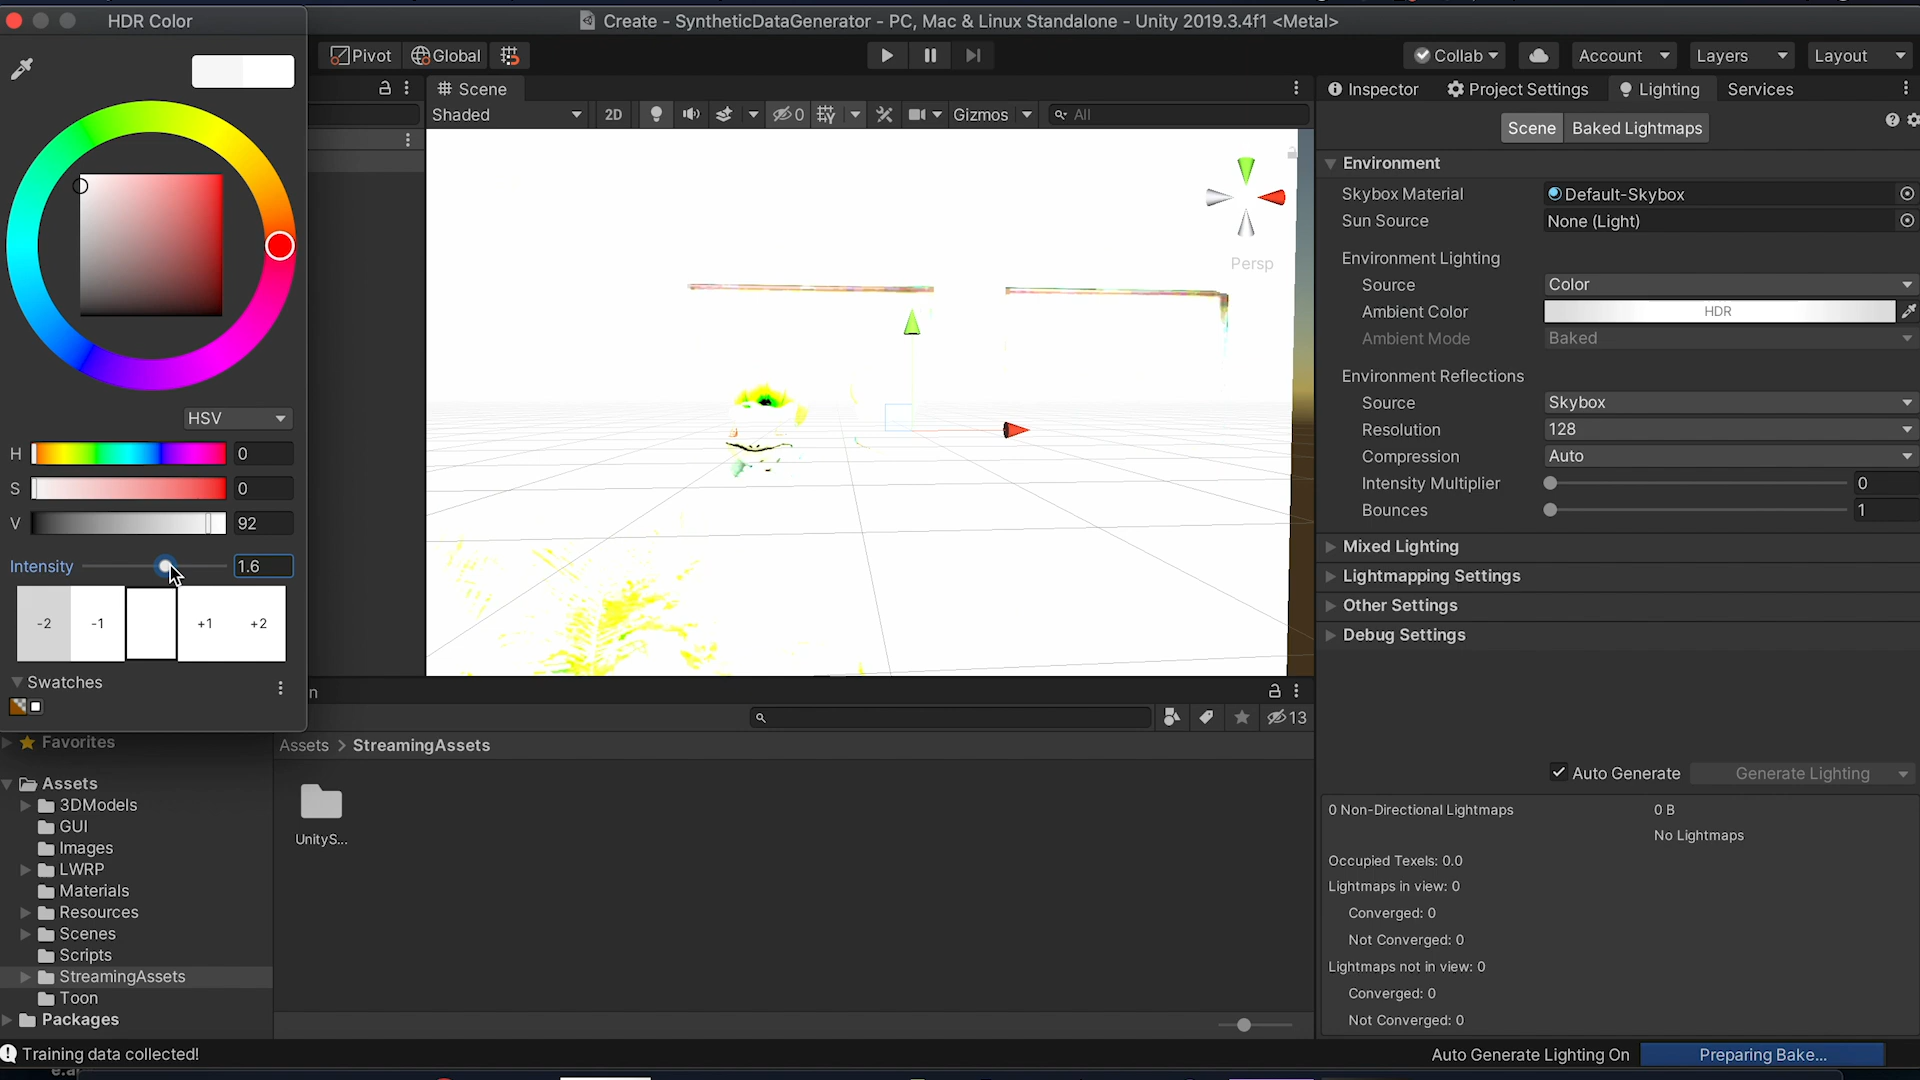 HDR Color
Create - SyntheticDataGenerator - PC, Mac & Linux Standalone - Unity 2019.3.4f1 <Metal>
Pivot
Global
Collab
Account
Layers
Layout
Scene
Inspector
Project Settings
Lighting
Services
Shaded
2D
0
Gizmos
All
Scene
Baked Lightmaps
Persp
Environment
Skybox Material
Default-Skybox
Sun Source
None (Light)
Environment Lighting
Source
Color
Ambient Color
HDR
Ambient Mode
Baked
Environment Reflections
Source
Skybox
Resolution
128
Compression
Auto
Intensity Multiplier
0
Bounces
1
Mixed Lighting
Lightmapping Settings
Other Settings
Debug Settings
HSV
H
0
S
0
V
92
Intensity
1.6
-2
-1
+1
+2
Swatches
n
13
Favorites
Assets > StreamingAssets
Assets
3DModels
GUI
Images
LWRP
Materials
Resources
Scenes
Scripts
StreamingAssets
Toon
Packages
UnityS...
Auto Generate
Generate Lighting
0 Non-Directional Lightmaps
0 B
No Lightmaps
Occupied Texels: 0.0
Lightmaps in view: 0
Converged: 0
Not Converged: 0
Lightmaps not in view: 0
Converged: 0
Not Converged: 0
Training data collected!
Auto Generate Lighting On
Preparing Bake...